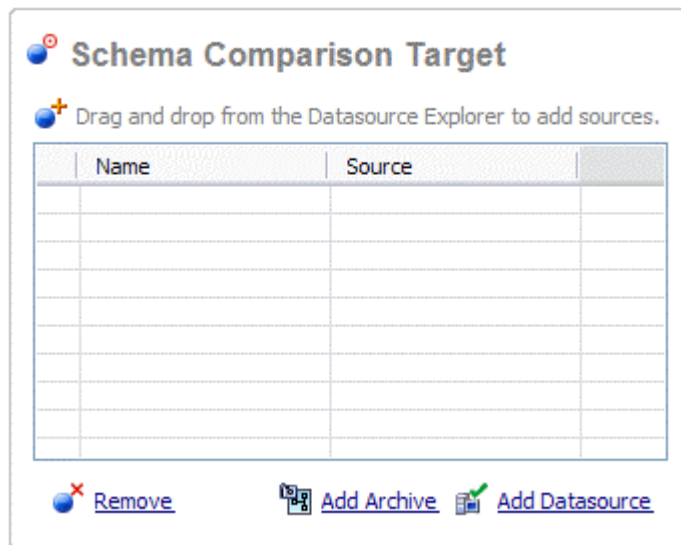 Schema Comparison Target
Drag and drop from the Datasource Explorer to add sources.
Name Source
Remove Add Archive Add Datasource